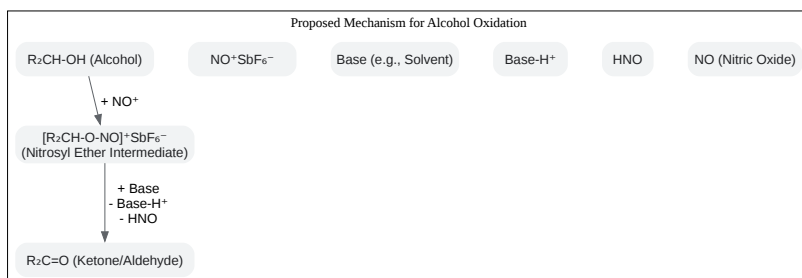 Proposed Mechanism for Alcohol Oxidation
R₂CH-OH (Alcohol)
NO⁺SbF₆⁻
Base (e.g., Solvent)
Base-H⁺
HNO
NO (Nitric Oxide)
+ NO⁺
[R₂CH-O-NO]⁺SbF₆⁻
(Nitrosyl Ether Intermediate)
+ Base
- Base-H⁺
- HNO
R₂C=O (Ketone/Aldehyde)